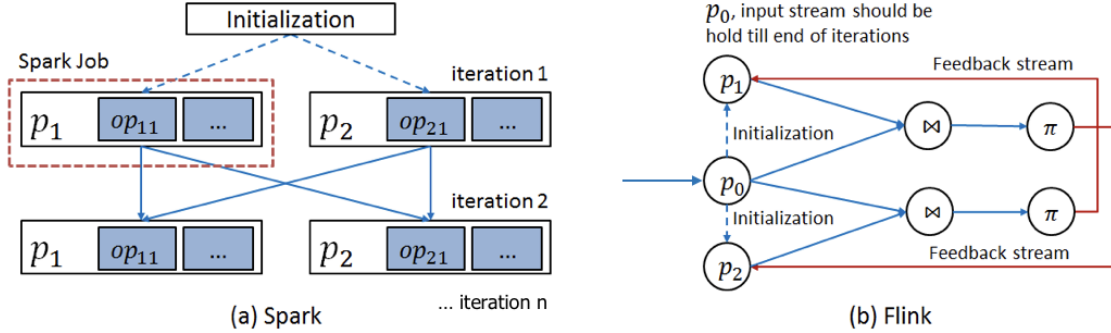 Initialization
Spark Job
iteration 1
p₁ op₁₁ ... p₂ op₂₁ ...
iteration 2
p₁ op₁₁ ... p₂ op₂₁ ...
... iteration n
(a) Spark
p₀, input stream should be
hold till end of iterations
Feedback stream
p₁
⋈ π
Initialization
p₀
Initialization
⋈ π
Feedback stream
p₂
(b) Flink